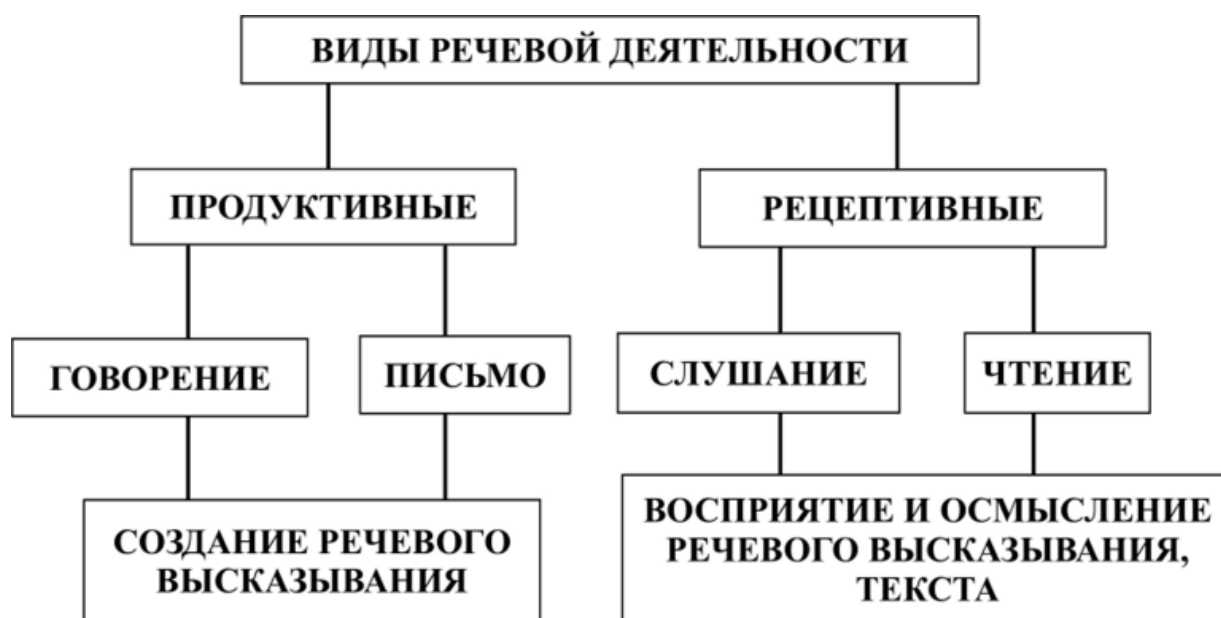 ВИДЫ РЕЧЕВОЙ ДЕЯТЕЛЬНОСТИ
ПРОДУКТИВНЫЕ
РЕЦЕПТИВНЫЕ
ГОВОРЕНИЕ
ПИСЬМО
СЛУШАНИЕ
ЧТЕНИЕ
СОЗДАНИЕ РЕЧЕВОГО
ВЫСКАЗЫВАНИЯ
ВОСПРИЯТИЕ И ОСМЫСЛЕНИЕ
РЕЧЕВОГО ВЫСКАЗЫВАНИЯ,
ТЕКСТА